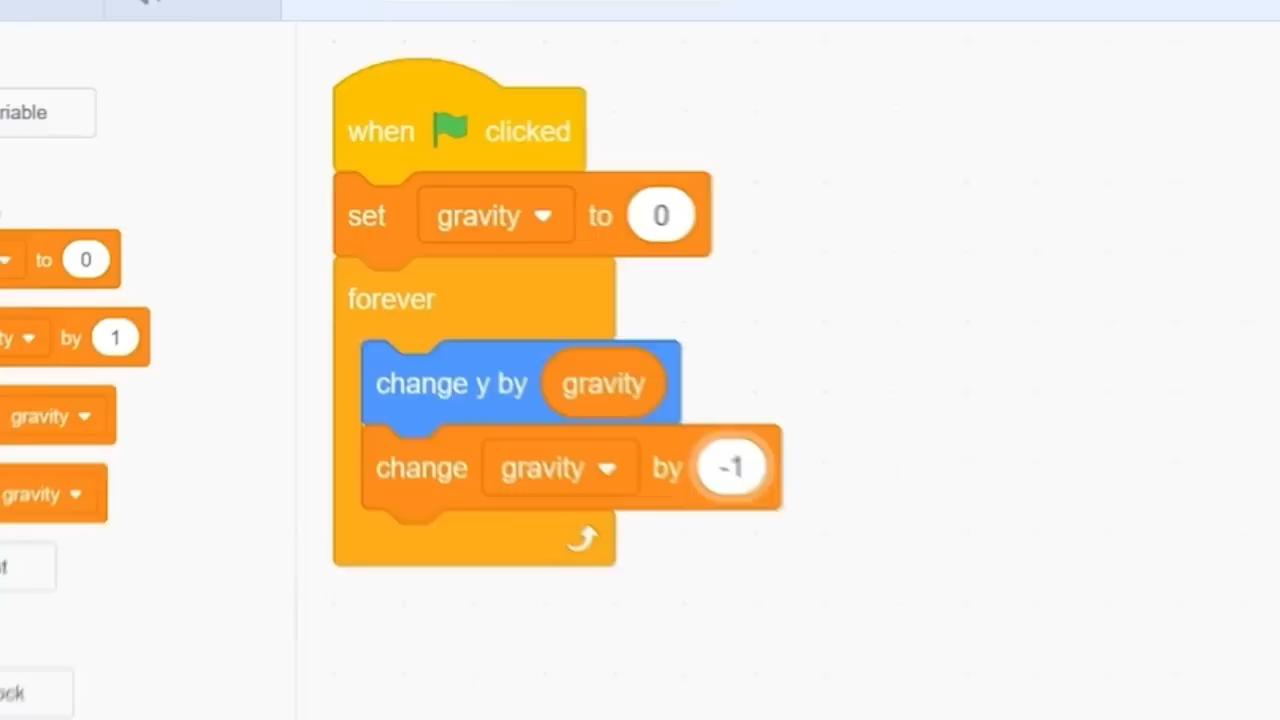 when clicked
set gravity to 0
forever
change y by gravity
change gravity by -1
to 0
by 1
gravity
gravity